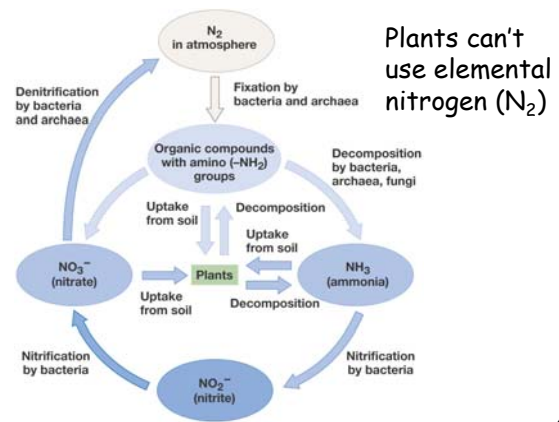 N₂
in atmosphere
Plants can't
use elemental
nitrogen (N₂)
Denitrification
by bacteria
and archaea
Fixation by
bacteria and archaea
Organic compounds
with amino (–NH₂)
groups
Decomposition
by bacteria,
archaea, fungi
Uptake
from soil
Decomposition
Uptake
from soil
NO₃⁻
(nitrate)
Plants
NH₃
(ammonia)
Uptake
from soil
Decomposition
Nitrification
by bacteria
NO₂⁻
(nitrite)
Nitrification
by bacteria